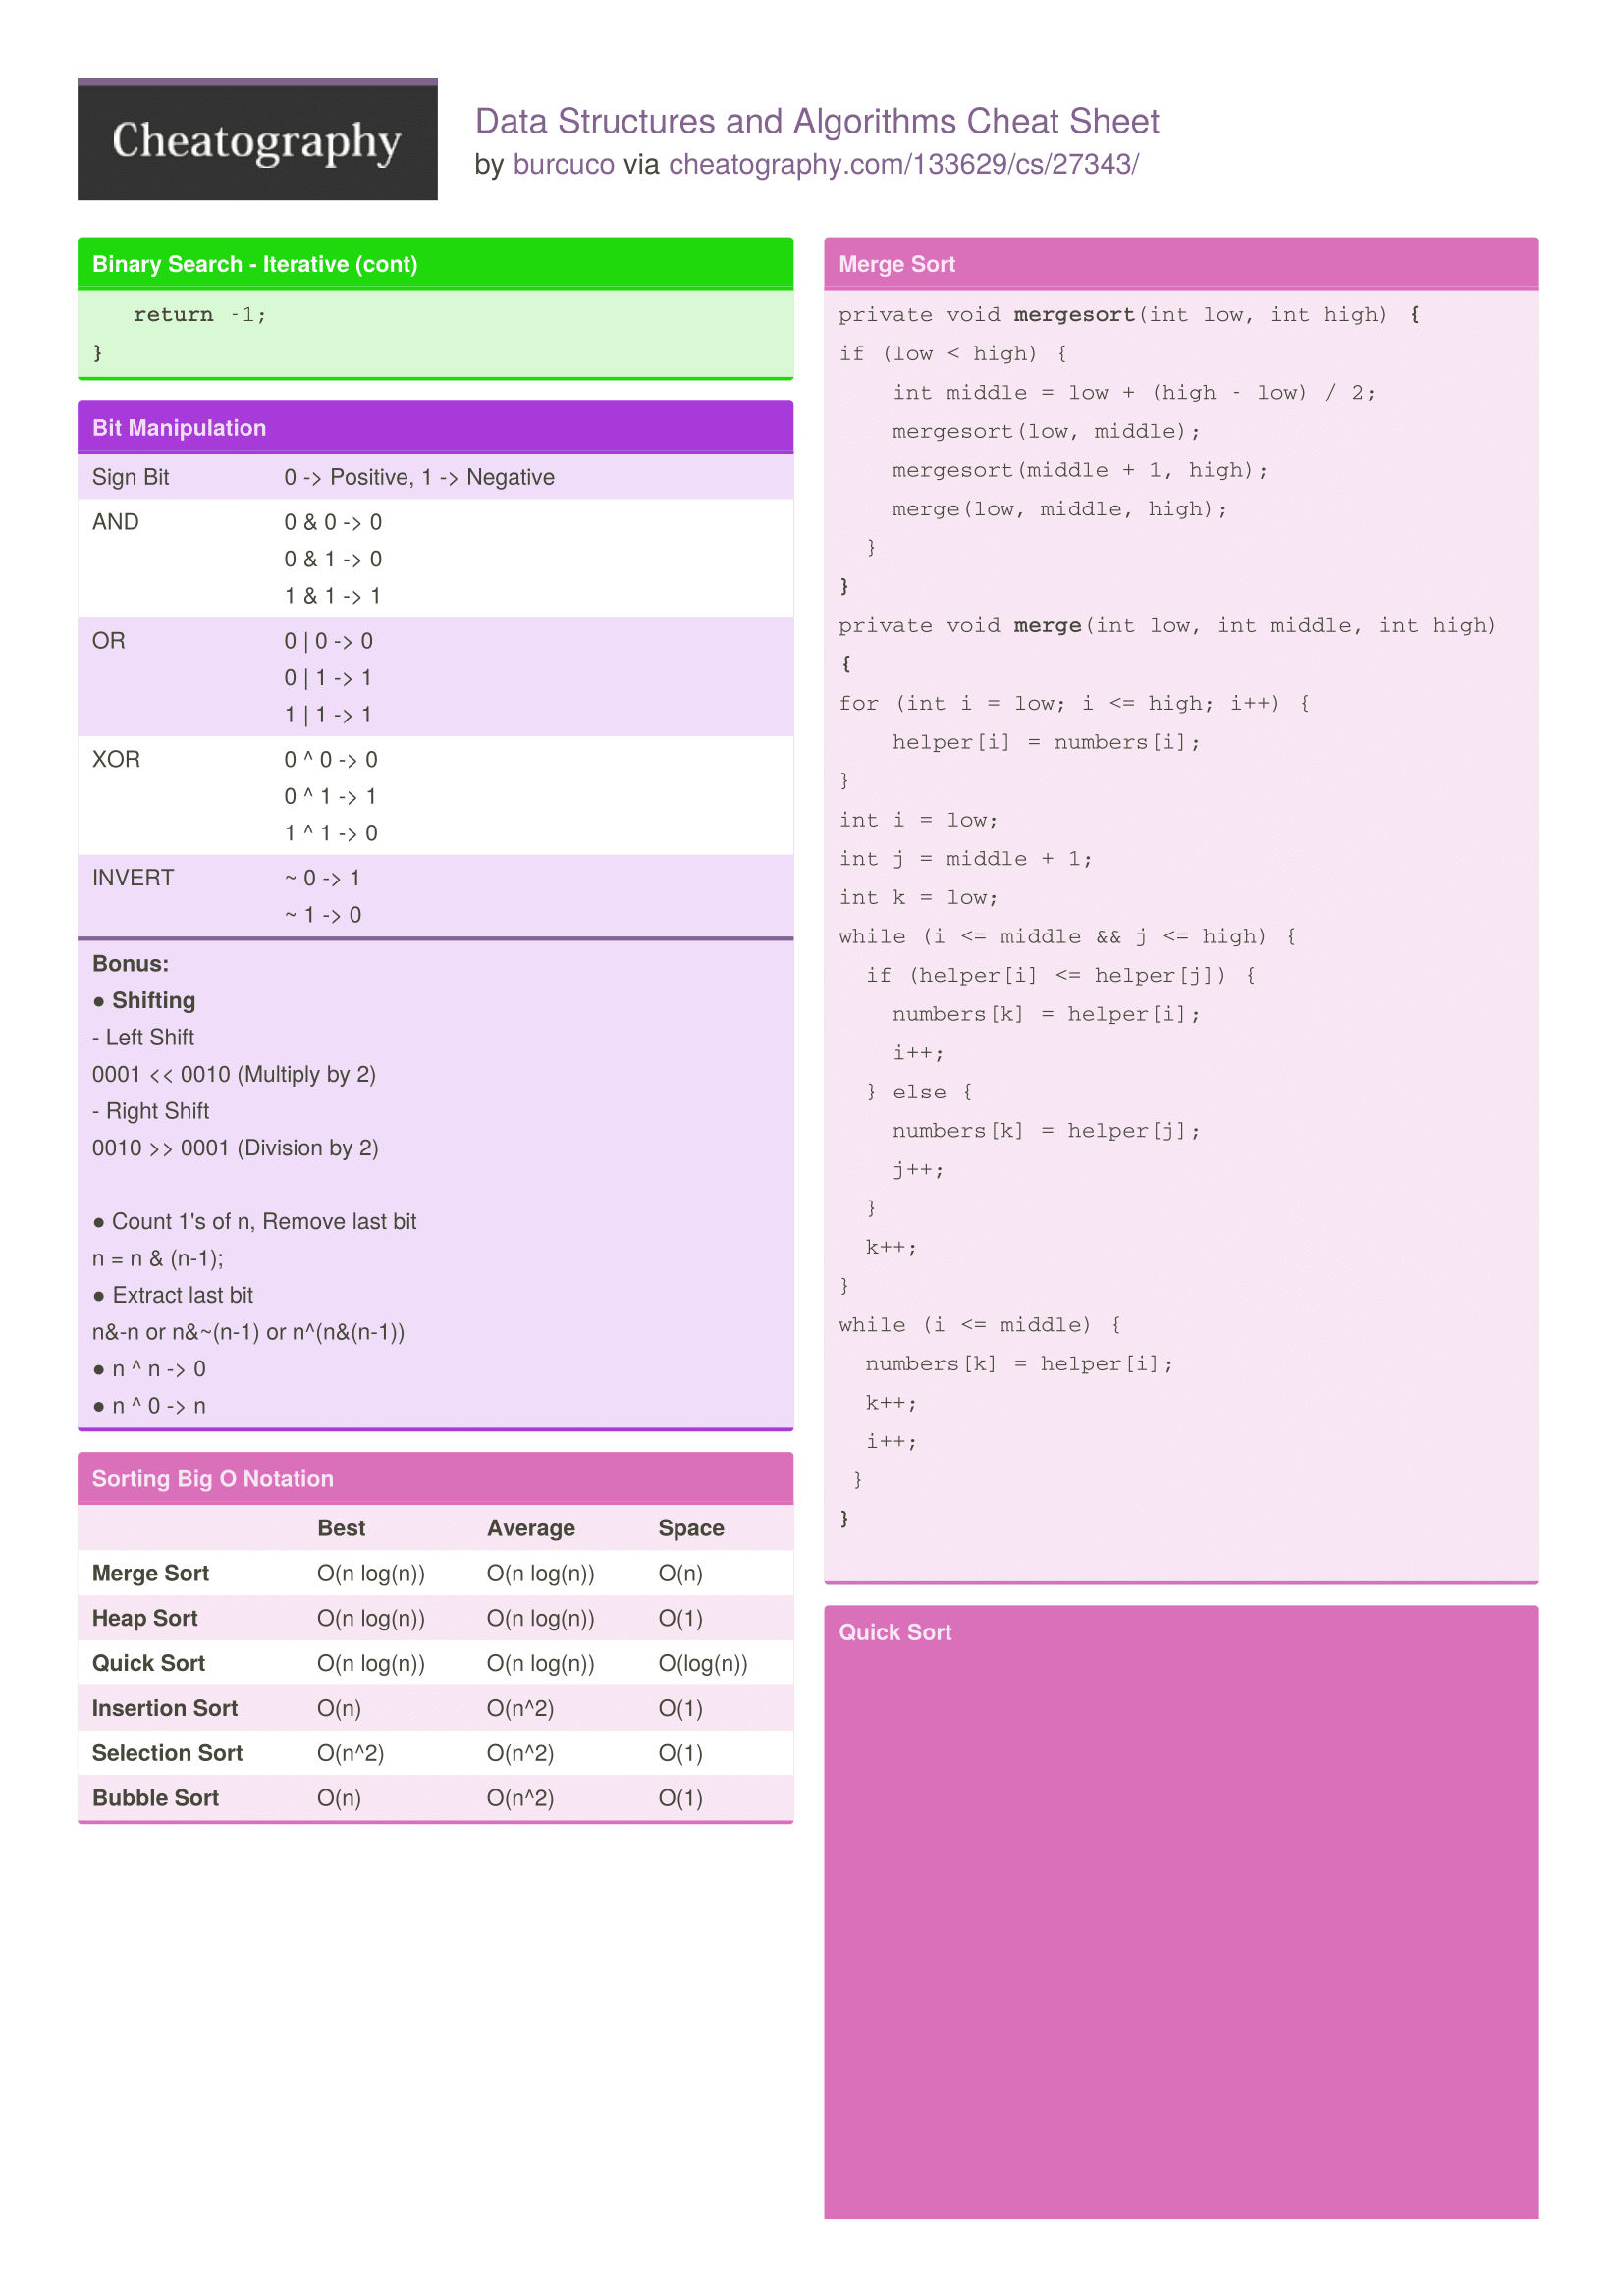 Cheatography
Data Structures and Algorithms Cheat Sheet
by burcuco via cheatography.com/133629/cs/27343/
Binary Search - Iterative (cont)
return -1;
}
Bit Manipulation
Sign Bit 0 -> Positive, 1 -> Negative
AND 0 & 0 -> 0
0 & 1 -> 0
1 & 1 -> 1
OR 0 | 0 -> 0
0 | 1 -> 1
1 | 1 -> 1
XOR 0 ^ 0 -> 0
0 ^ 1 -> 1
1 ^ 1 -> 0
INVERT ~ 0 -> 1
~ 1 -> 0
Bonus:
● Shifting
- Left Shift
0001 << 0010 (Multiply by 2)
- Right Shift
0010 >> 0001 (Division by 2)
● Count 1's of n, Remove last bit
n = n & (n-1);
● Extract last bit
n&-n or n&~(n-1) or n^(n&(n-1))
● n ^ n -> 0
● n ^ 0 -> n
Sorting Big O Notation
Best Average Space
Merge Sort O(n log(n)) O(n log(n)) O(n)
Heap Sort O(n log(n)) O(n log(n)) O(1)
Quick Sort O(n log(n)) O(n log(n)) O(log(n))
Insertion Sort O(n) O(n^2) O(1)
Selection Sort O(n^2) O(n^2) O(1)
Bubble Sort O(n) O(n^2) O(1)
Merge Sort
private void mergesort(int low, int high) {
if (low < high) {
int middle = low + (high - low) / 2;
mergesort(low, middle);
mergesort(middle + 1, high);
merge(low, middle, high);
}
}
private void merge(int low, int middle, int high)
{
for (int i = low; i <= high; i++) {
helper[i] = numbers[i];
}
int i = low;
int j = middle + 1;
int k = low;
while (i <= middle && j <= high) {
if (helper[i] <= helper[j]) {
numbers[k] = helper[i];
i++;
} else {
numbers[k] = helper[j];
j++;
}
k++;
}
while (i <= middle) {
numbers[k] = helper[i];
k++;
i++;
}
}
Quick Sort